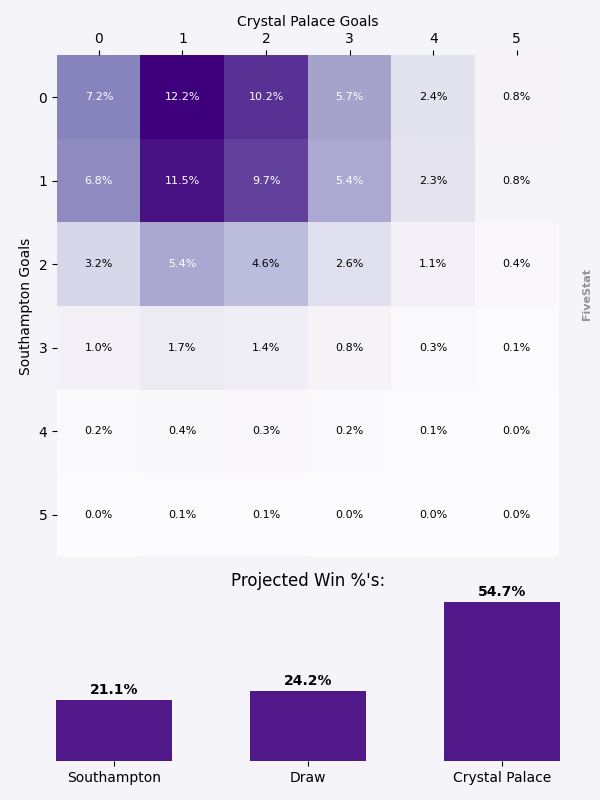 Crystal Palace Goals
0 1 2 3 4 5
0 7.2% 12.2% 10.2% 5.7% 2.4% 0.8%
1 6.8% 11.5% 9.7% 5.4% 2.3% 0.8%
2 3.2% 5.4% 4.6% 2.6% 1.1% 0.4%
3 1.0% 1.7% 1.4% 0.8% 0.3% 0.1%
4 0.2% 0.4% 0.3% 0.2% 0.1% 0.0%
5 0.0% 0.1% 0.1% 0.0% 0.0% 0.0%
Southampton Goals
FiveStat
Projected Win %'s:
21.1% 24.2% 54.7%
Southampton Draw Crystal Palace